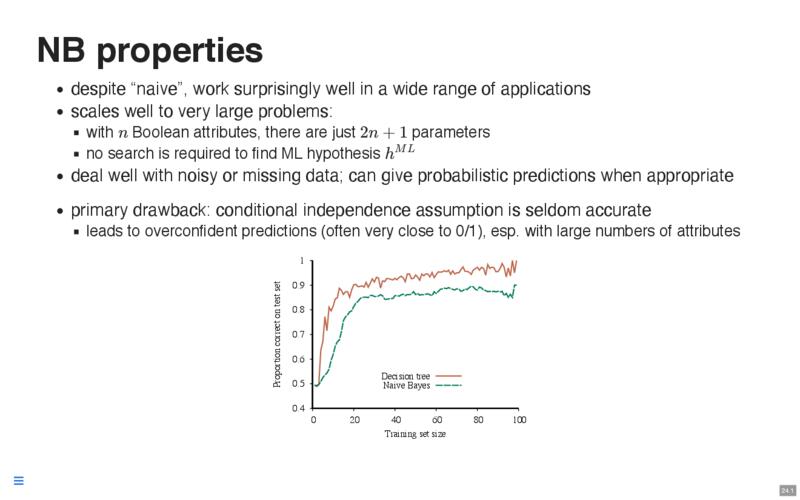 NB properties
• despite “naive”, work surprisingly well in a wide range of applications
• scales well to very large problems:
▪ with n Boolean attributes, there are just 2n + 1 parameters
▪ no search is required to find ML hypothesis h^{ML}
• deal well with noisy or missing data; can give probabilistic predictions when appropriate
• primary drawback: conditional independence assumption is seldom accurate
▪ leads to overconfident predictions (often very close to 0/1), esp. with large numbers of attributes
Proportion correct on test set
1
0.9
0.8
0.7
0.6
0.5
0.4
Decision tree
Naive Bayes
0 20 40 60 80 100
Training set size
24.1